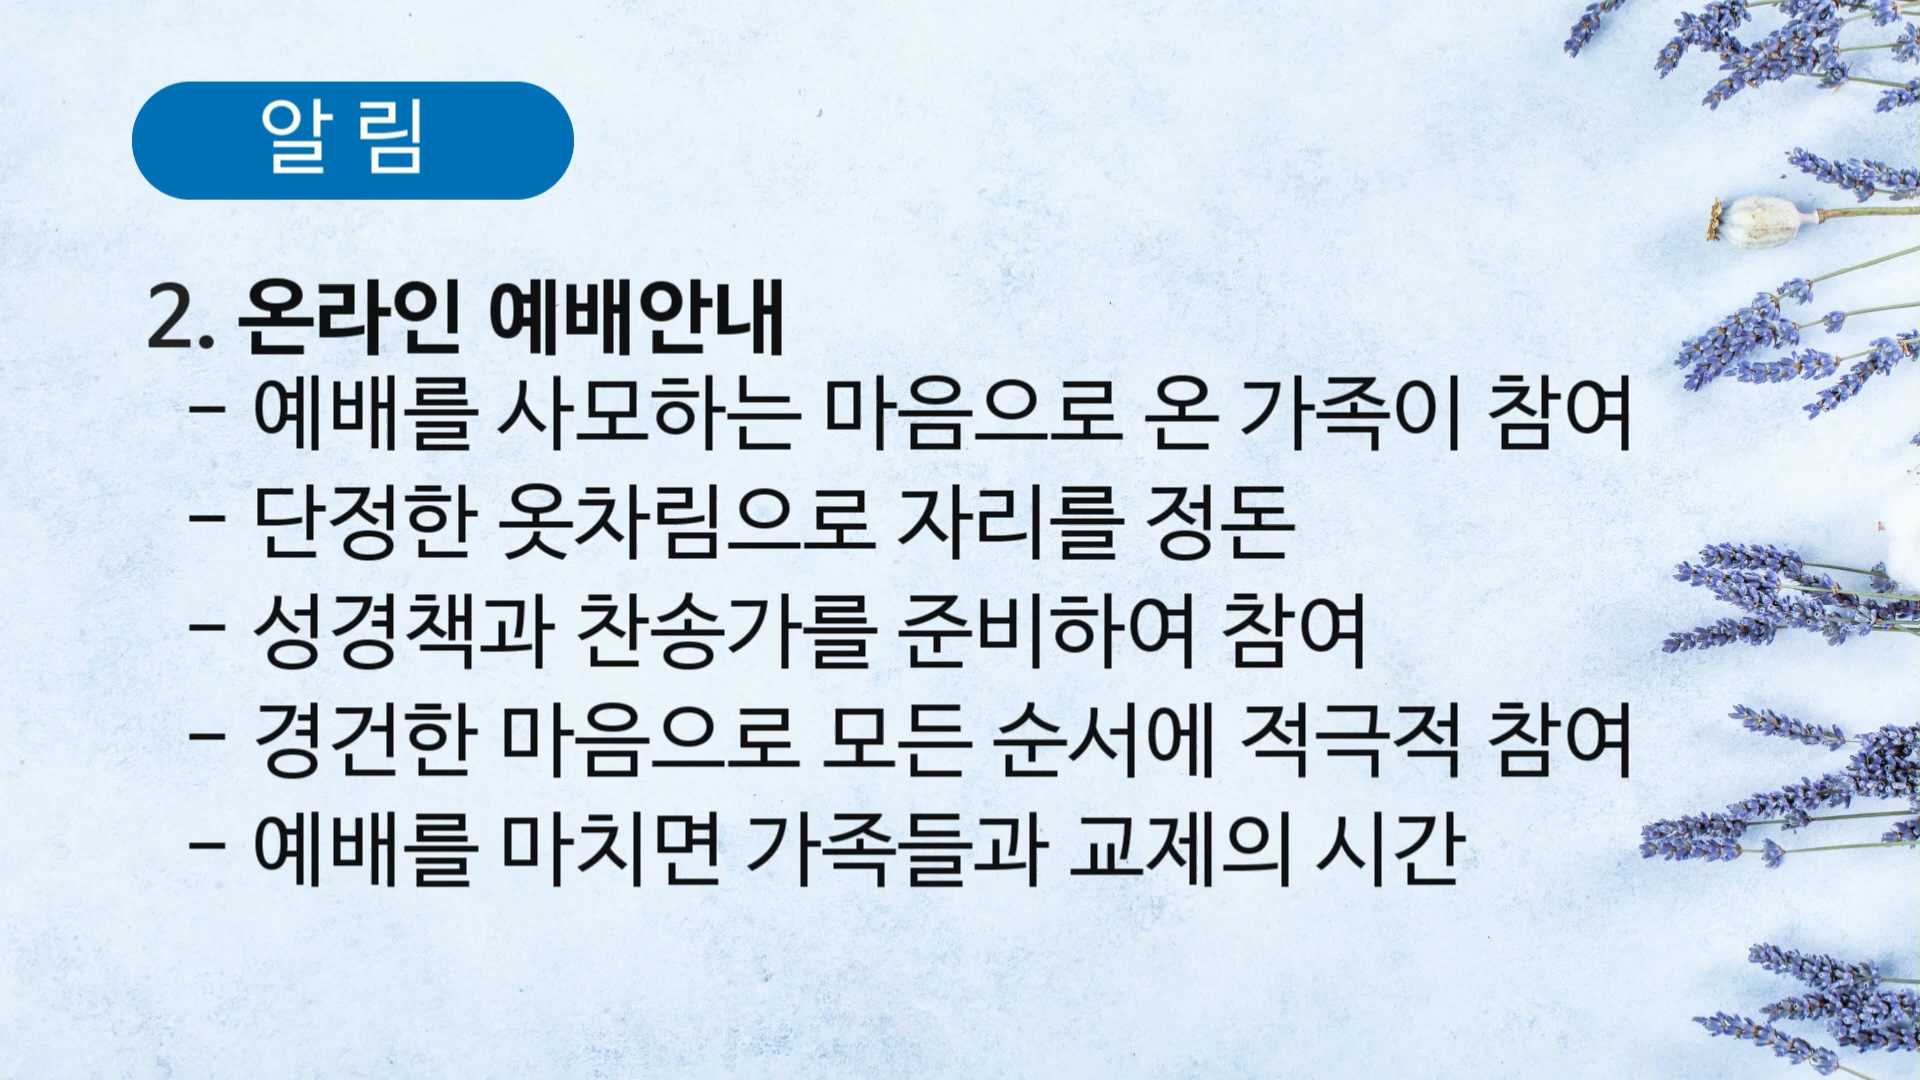 알 림
2. 온라인 예배안내
- 예배를 사모하는 마음으로 온 가족이 참여
- 단정한 옷차림으로 자리를 정돈
- 성경책과 찬송가를 준비하여 참여
- 경건한 마음으로 모든 순서에 적극적 참여
- 예배를 마치면 가족들과 교제의 시간